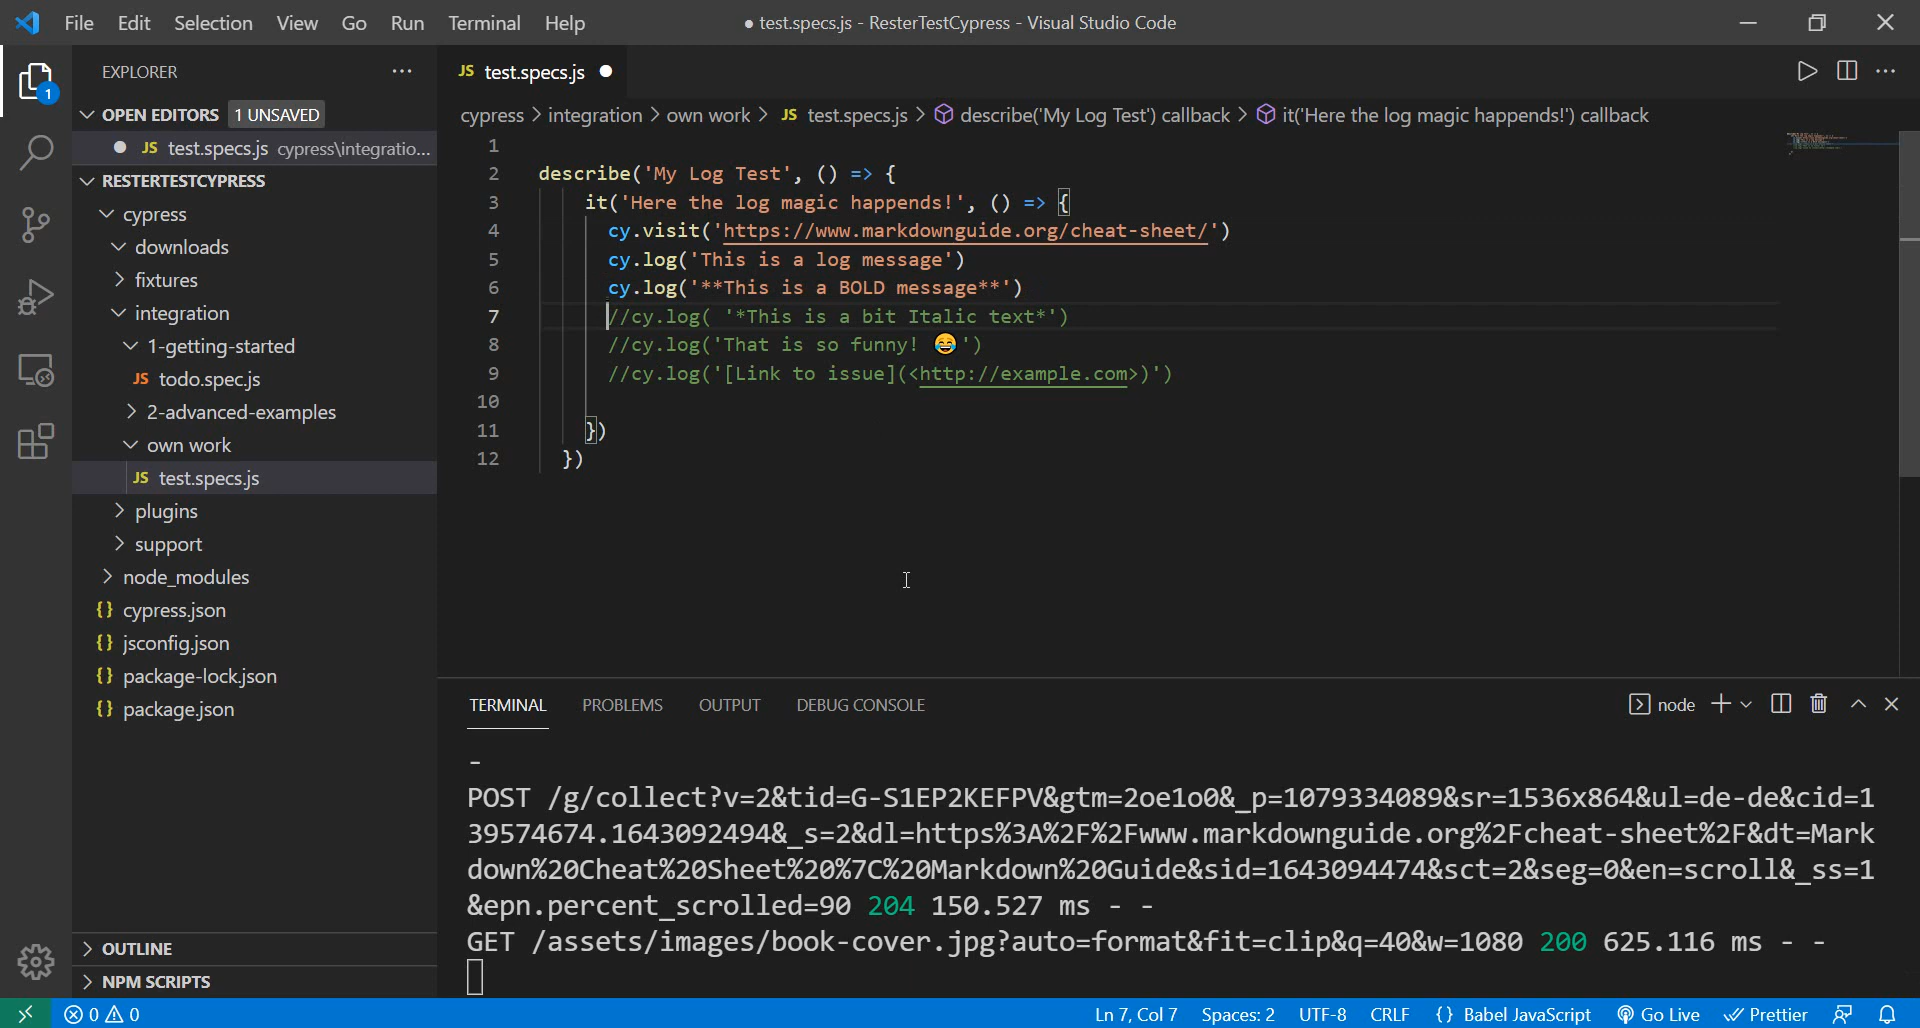 File Edit Selection View Go Run Terminal Help
● test.specs.js - ResterTestCypress - Visual Studio Code
EXPLORER
1
OPEN EDITORS 1 UNSAVED
JS test.specs.js cypress\integratio...
RESTERTESTCYPRESS
cypress
downloads
fixtures
integration
1-getting-started
JS todo.spec.js
2-advanced-examples
own work
JS test.specs.js
plugins
support
node_modules
{} cypress.json
{} jsconfig.json
{} package-lock.json
{} package.json
OUTLINE
NPM SCRIPTS
JS test.specs.js
cypress > integration > own work > JS test.specs.js > describe('My Log Test') callback > it('Here the log magic happends!') callback
1
2 describe('My Log Test', () => {
3 it('Here the log magic happends!', () => {
4 cy.visit('https://www.markdownguide.org/cheat-sheet/')
5 cy.log('This is a log message')
6 cy.log('**This is a BOLD message**')
7 //cy.log( '*This is a bit Italic text*')
8 //cy.log('That is so funny! 😂')
9 //cy.log('[Link to issue](<http://example.com>)')
10
11 })
12 })
TERMINAL PROBLEMS OUTPUT DEBUG CONSOLE
node
-
POST /g/collect?v=2&tid=G-S1EP2KEFPV&gtm=2oe1o0&_p=1079334089&sr=1536x864&ul=de-de&cid=1
39574674.1643092494&_s=2&dl=https%3A%2F%2Fwww.markdownguide.org%2Fcheat-sheet%2F&dt=Mark
down%20Cheat%20Sheet%20%7C%20Markdown%20Guide&sid=1643094474&sct=2&seg=0&en=scroll&_ss=1
&epn.percent_scrolled=90 204 150.527 ms - -
GET /assets/images/book-cover.jpg?auto=format&fit=clip&q=40&w=1080 200 625.116 ms - -
0 0
Ln 7, Col 7 Spaces: 2 UTF-8 CRLF {} Babel JavaScript Go Live Prettier